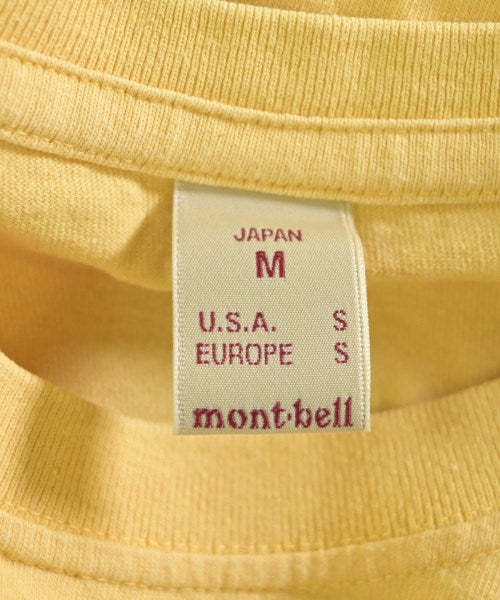 JAPAN
M
U.S.A. S
EUROPE S
mont·bell